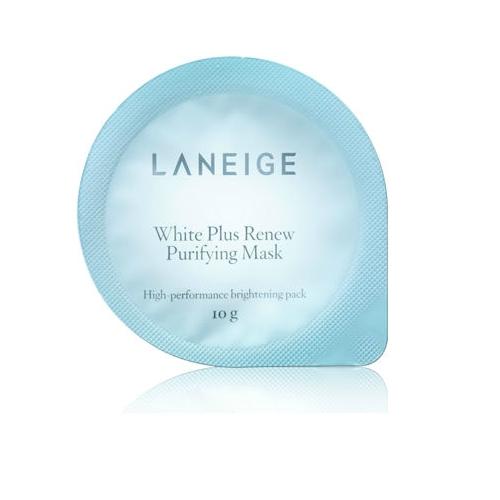 LANEIGE
White Plus Renew
Purifying Mask
High-performance brightening pack
10 g